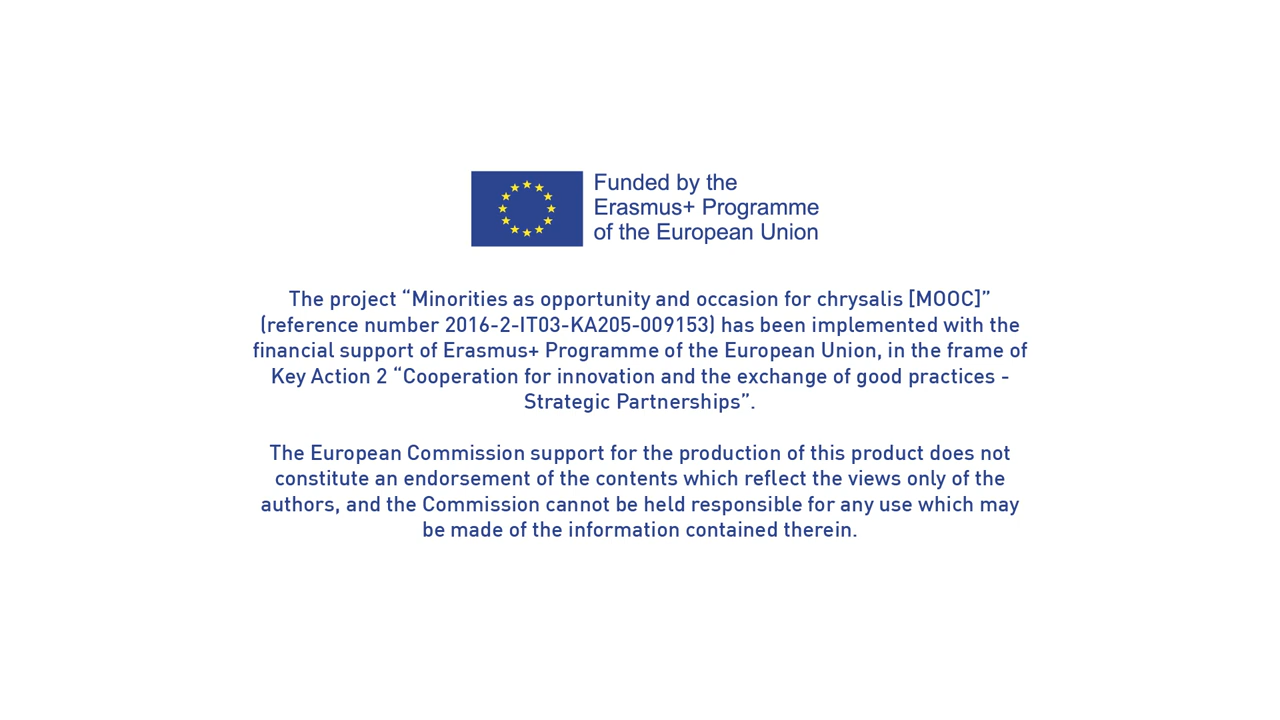 Funded by the
Erasmus+ Programme
of the European Union
The project “Minorities as opportunity and occasion for chrysalis [MOOC]”
(reference number 2016-2-IT03-KA205-009153) has been implemented with the
financial support of Erasmus+ Programme of the European Union, in the frame of
Key Action 2 “Cooperation for innovation and the exchange of good practices -
Strategic Partnerships”.
The European Commission support for the production of this product does not
constitute an endorsement of the contents which reflect the views only of the
authors, and the Commission cannot be held responsible for any use which may
be made of the information contained therein.